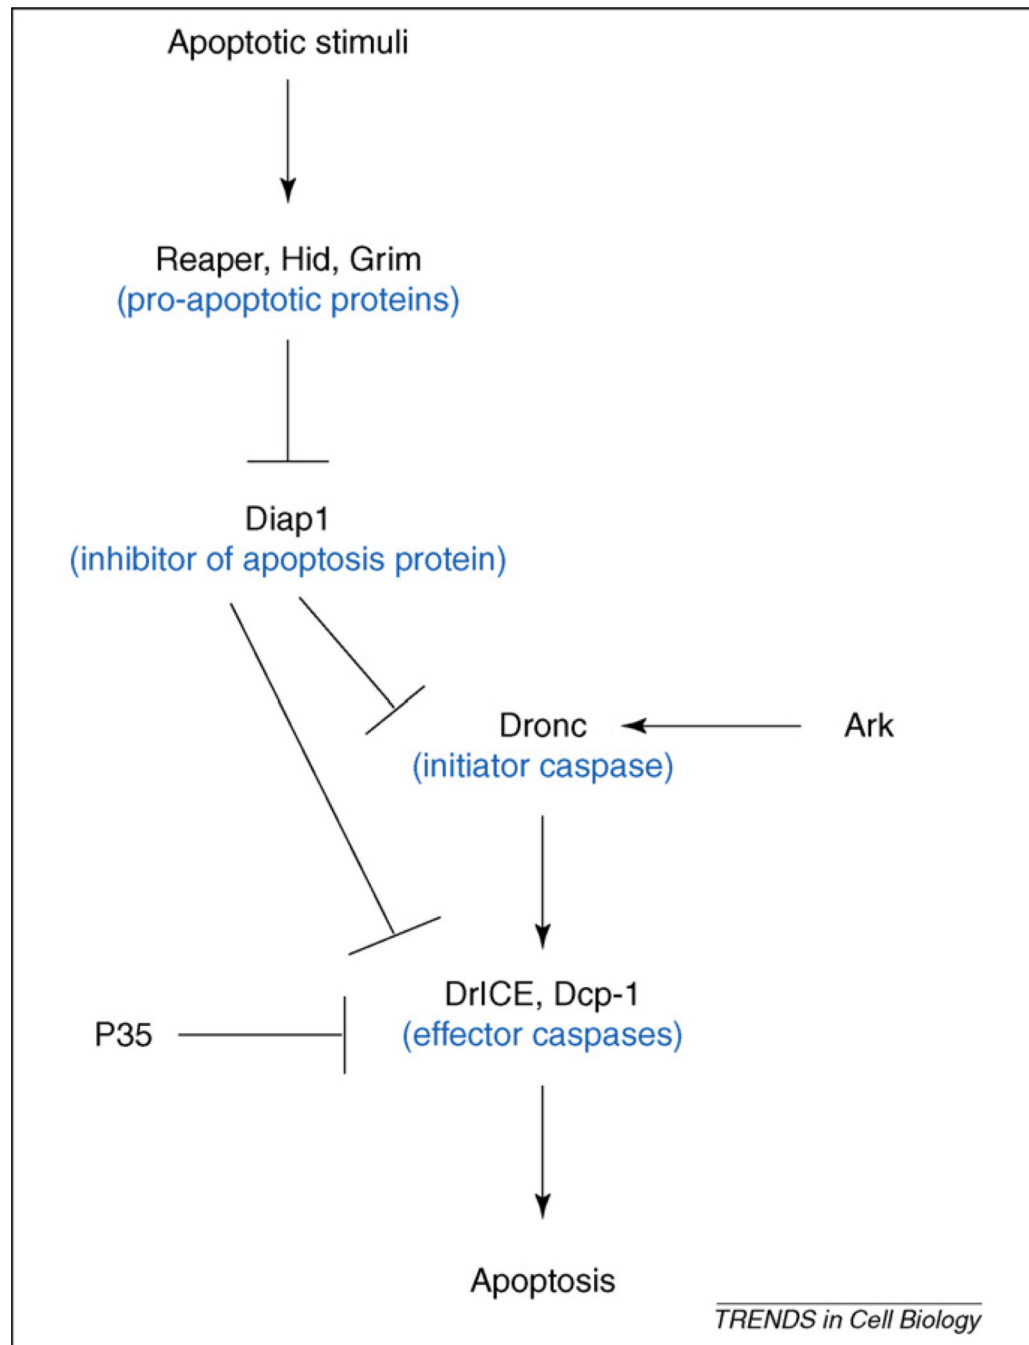 Apoptotic stimuli
Reaper, Hid, Grim
(pro-apoptotic proteins)
Diap1
(inhibitor of apoptosis protein)
Dronc
Ark
(initiator caspase)
DrICE, Dcp-1
P35
(effector caspases)
Apoptosis
TRENDS in Cell Biology